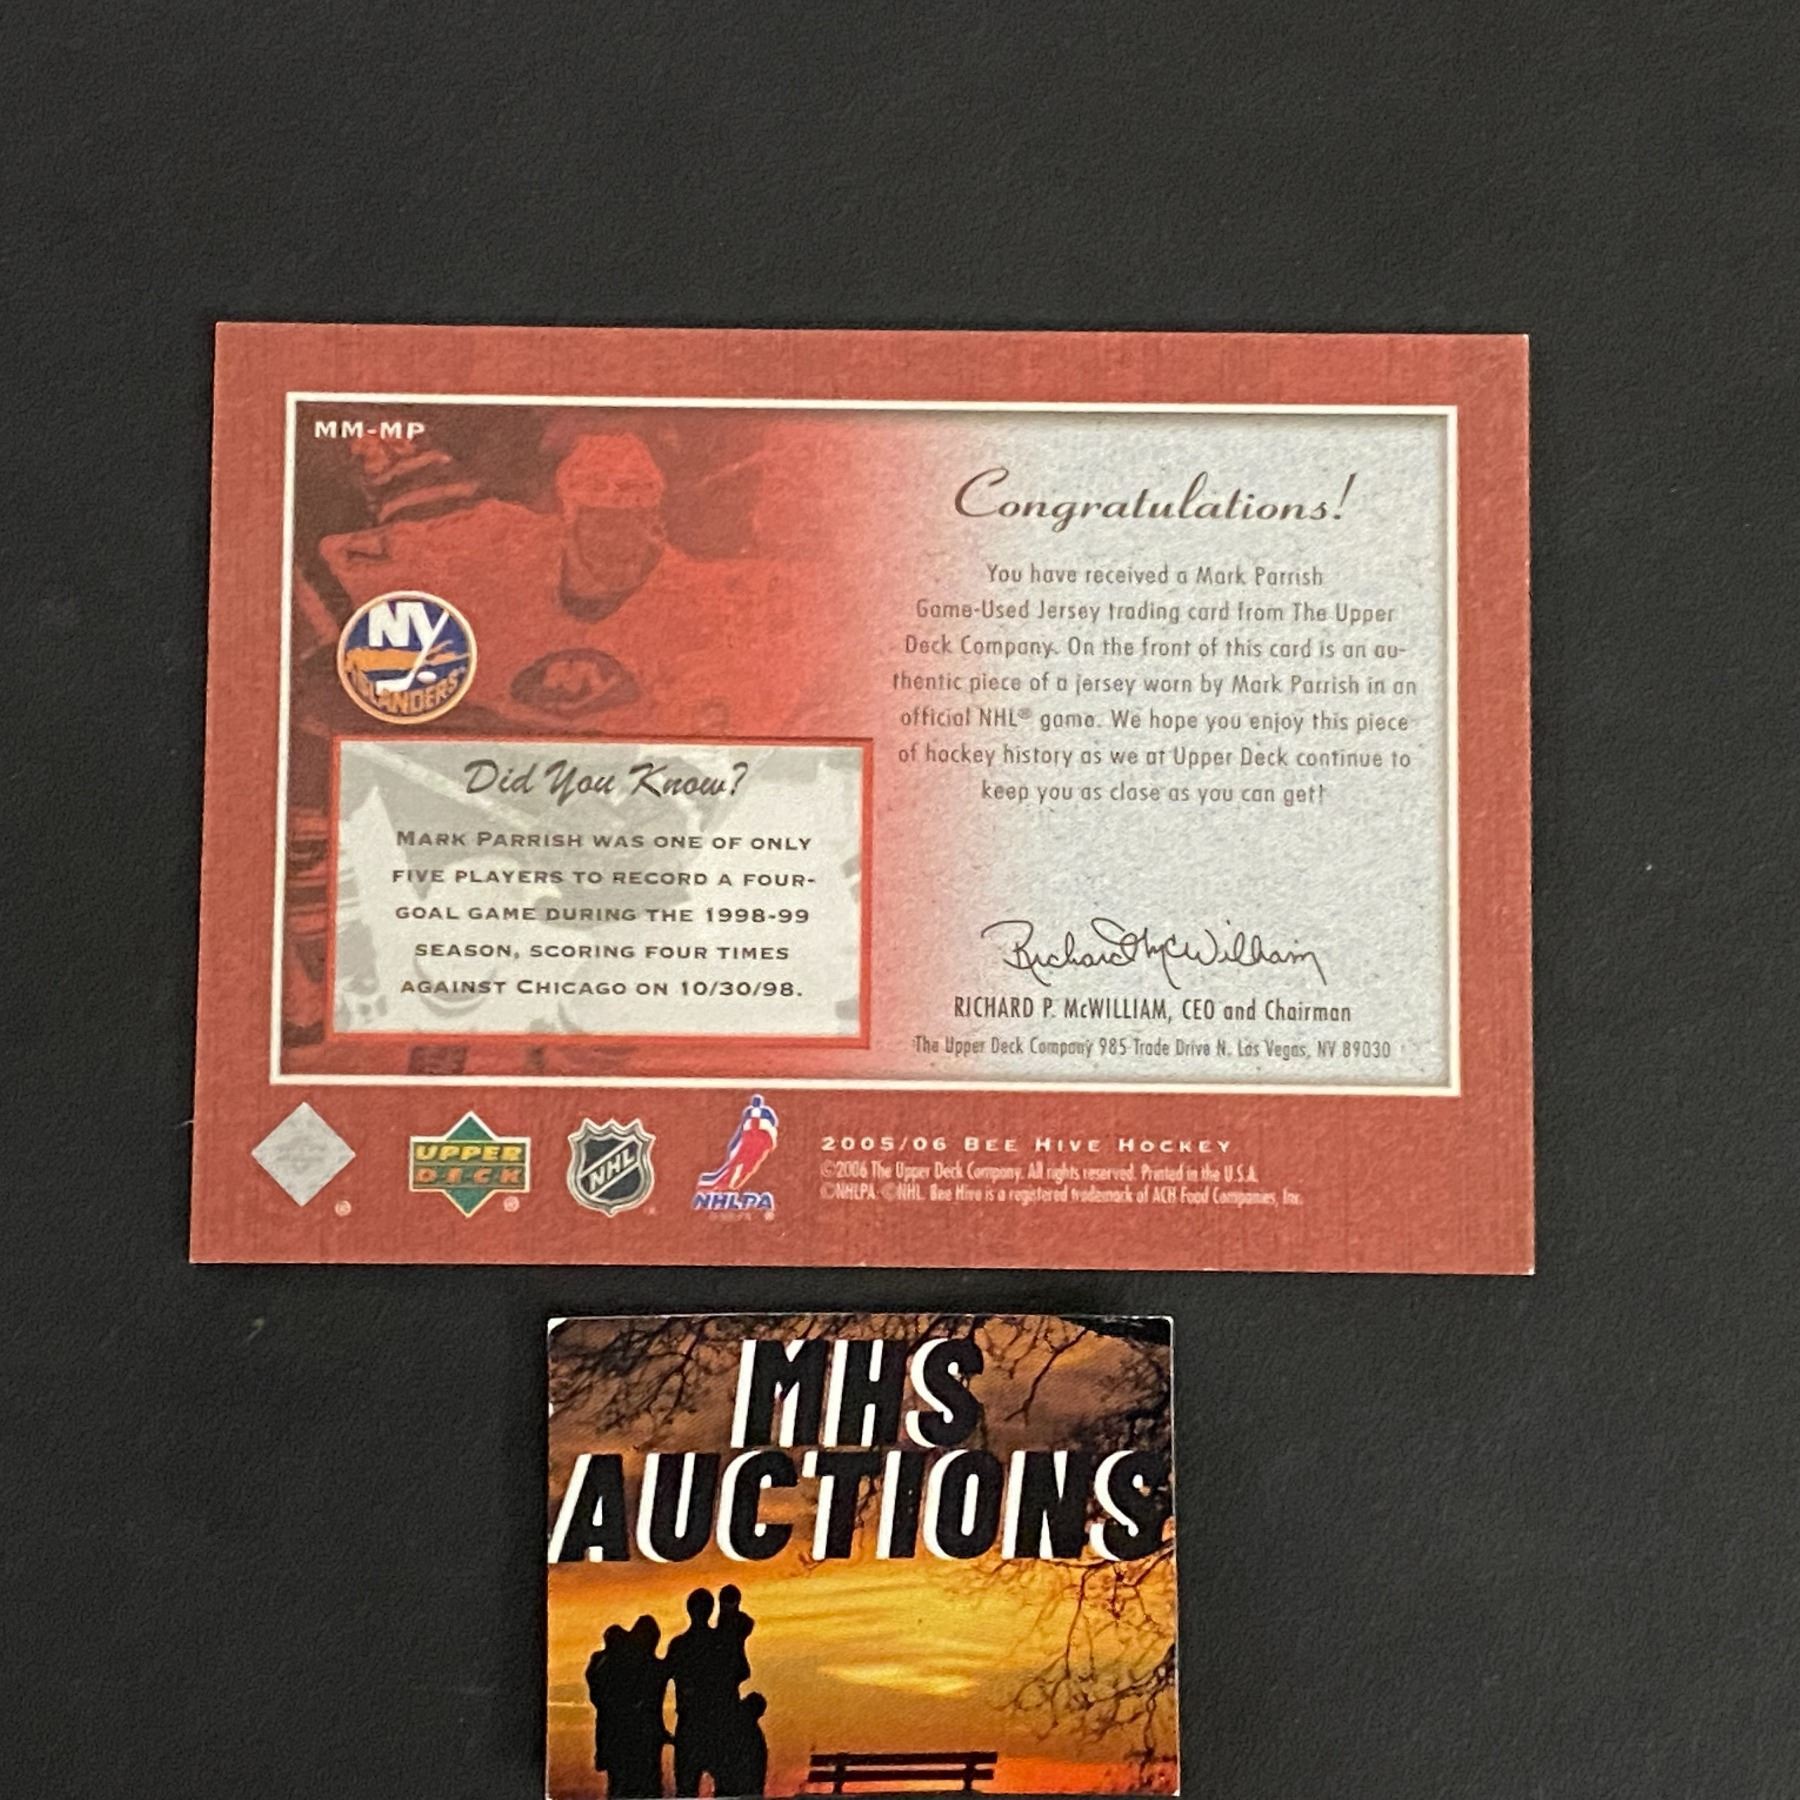 MM-MP
NY
ISLANDERS
Did You Know?
MARK PARRISH WAS ONE OF ONLY
FIVE PLAYERS TO RECORD A FOUR-
GOAL GAME DURING THE 1998-99
SEASON, SCORING FOUR TIMES
AGAINST CHICAGO ON 10/30/98.
Congratulations!
You have received a Mark Parrish
Game-Used Jersey trading card from The Upper
Deck Company. On the front of this card is an au-
thentic piece of a jersey worn by Mark Parrish in an
official NHL® game. We hope you enjoy this piece
of hockey history as we at Upper Deck continue to
keep you as close as you can get!
Richard McWilliam
RICHARD P. McWILLIAM, CEO and Chairman
The Upper Deck Company 985 Trade Drive N. Las Vegas, NV 89030
UPPER
DECK
NHL
NHLPA
2005/06 BEE HIVE HOCKEY
©2006 The Upper Deck Company. All rights reserved. Printed in the U.S.A.
©NHLPA ©NHL. Bee Hive is a registered trademark of ACH Food Companies, Inc.
MHS
AUCTIONS